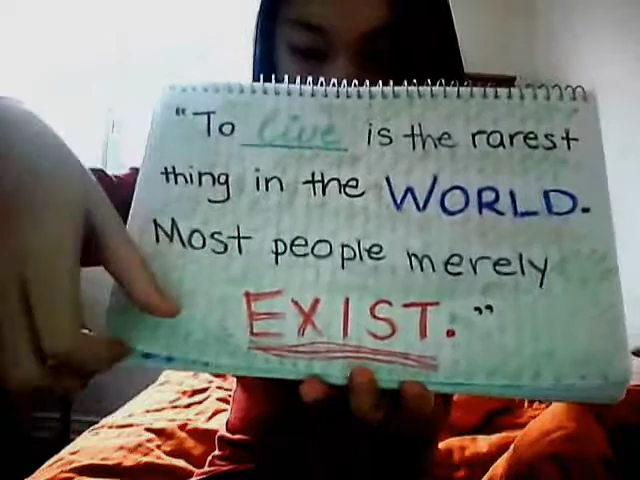 "To live is the rarest
thing in the WORLD.
Most people merely
EXIST."